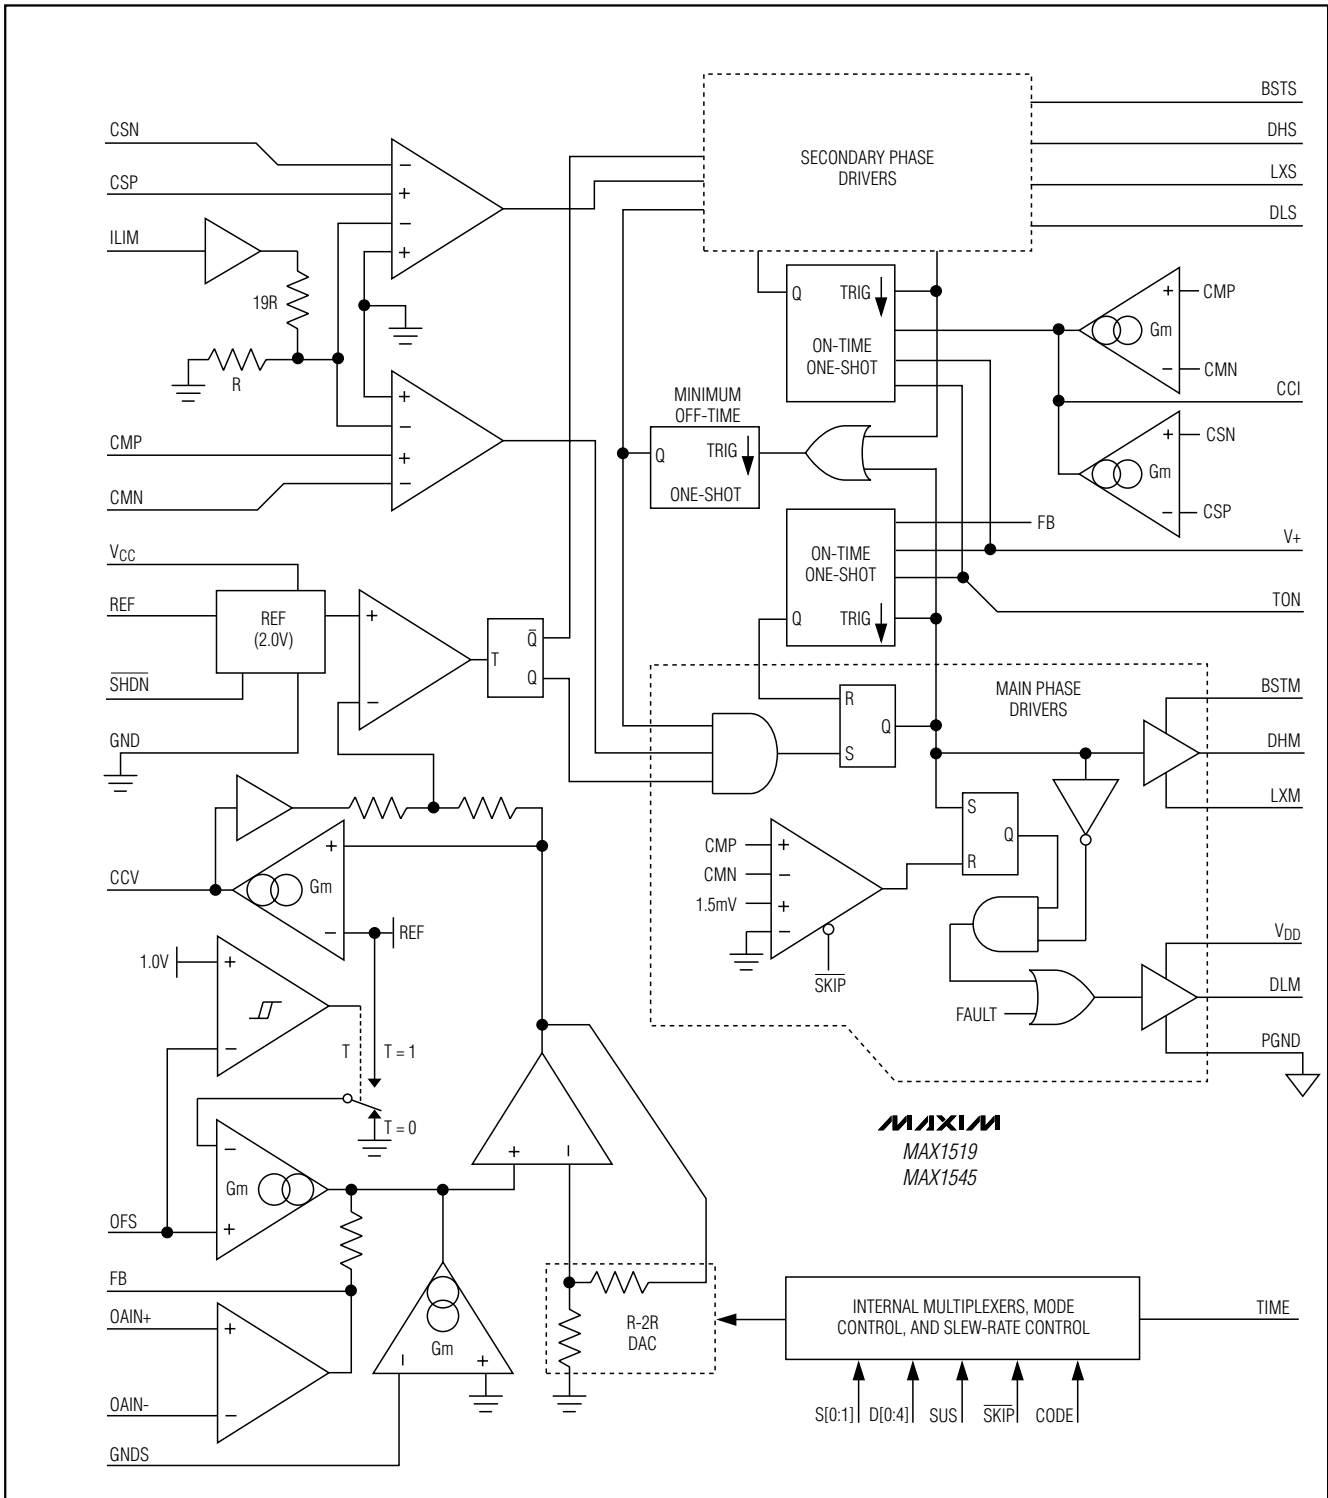 BSTS
CSN
DHS
SECONDARY PHASE
DRIVERS
−
LXS
CSP
+
DLS
−
ILIM
+
Q
TRIG
+
CMP
19R
Gm
ON-TIME
ONE-SHOT
−
CMN
R
MINIMUM
OFF-TIME
CCI
+
−
+
CSN
CMP
Q
TRIG
+
Gm
−
ONE-SHOT
CMN
−
CSP
FB
VCC
V+
ON-TIME
ONE-SHOT
REF
REF
(2.0V)
+
TON
Q
TRIG
Q̅
T
Q
S̅H̅D̅N̅
−
MAIN PHASE
DRIVERS
BSTM
R
Q
GND
S
DHM
LXM
S
Q
+
CMP
+
R
CCV
Gm
CMN
−
1.5mV
+
−
REF
−
VDD
1.0V
+
S̅K̅I̅P̅
DLM
FAULT
T
T = 1
−
PGND
T = 0
MAXIM
MAX1519
MAX1545
−
+
−
Gm
OFS
+
FB
OAIN+
+
INTERNAL MULTIPLEXERS, MODE
CONTROL, AND SLEW-RATE CONTROL
TIME
R-2R
DAC
Gm
−
+
OAIN-
−
S[0:1]
D[0:4]
SUS
S̅K̅I̅P̅
CODE
GNDS